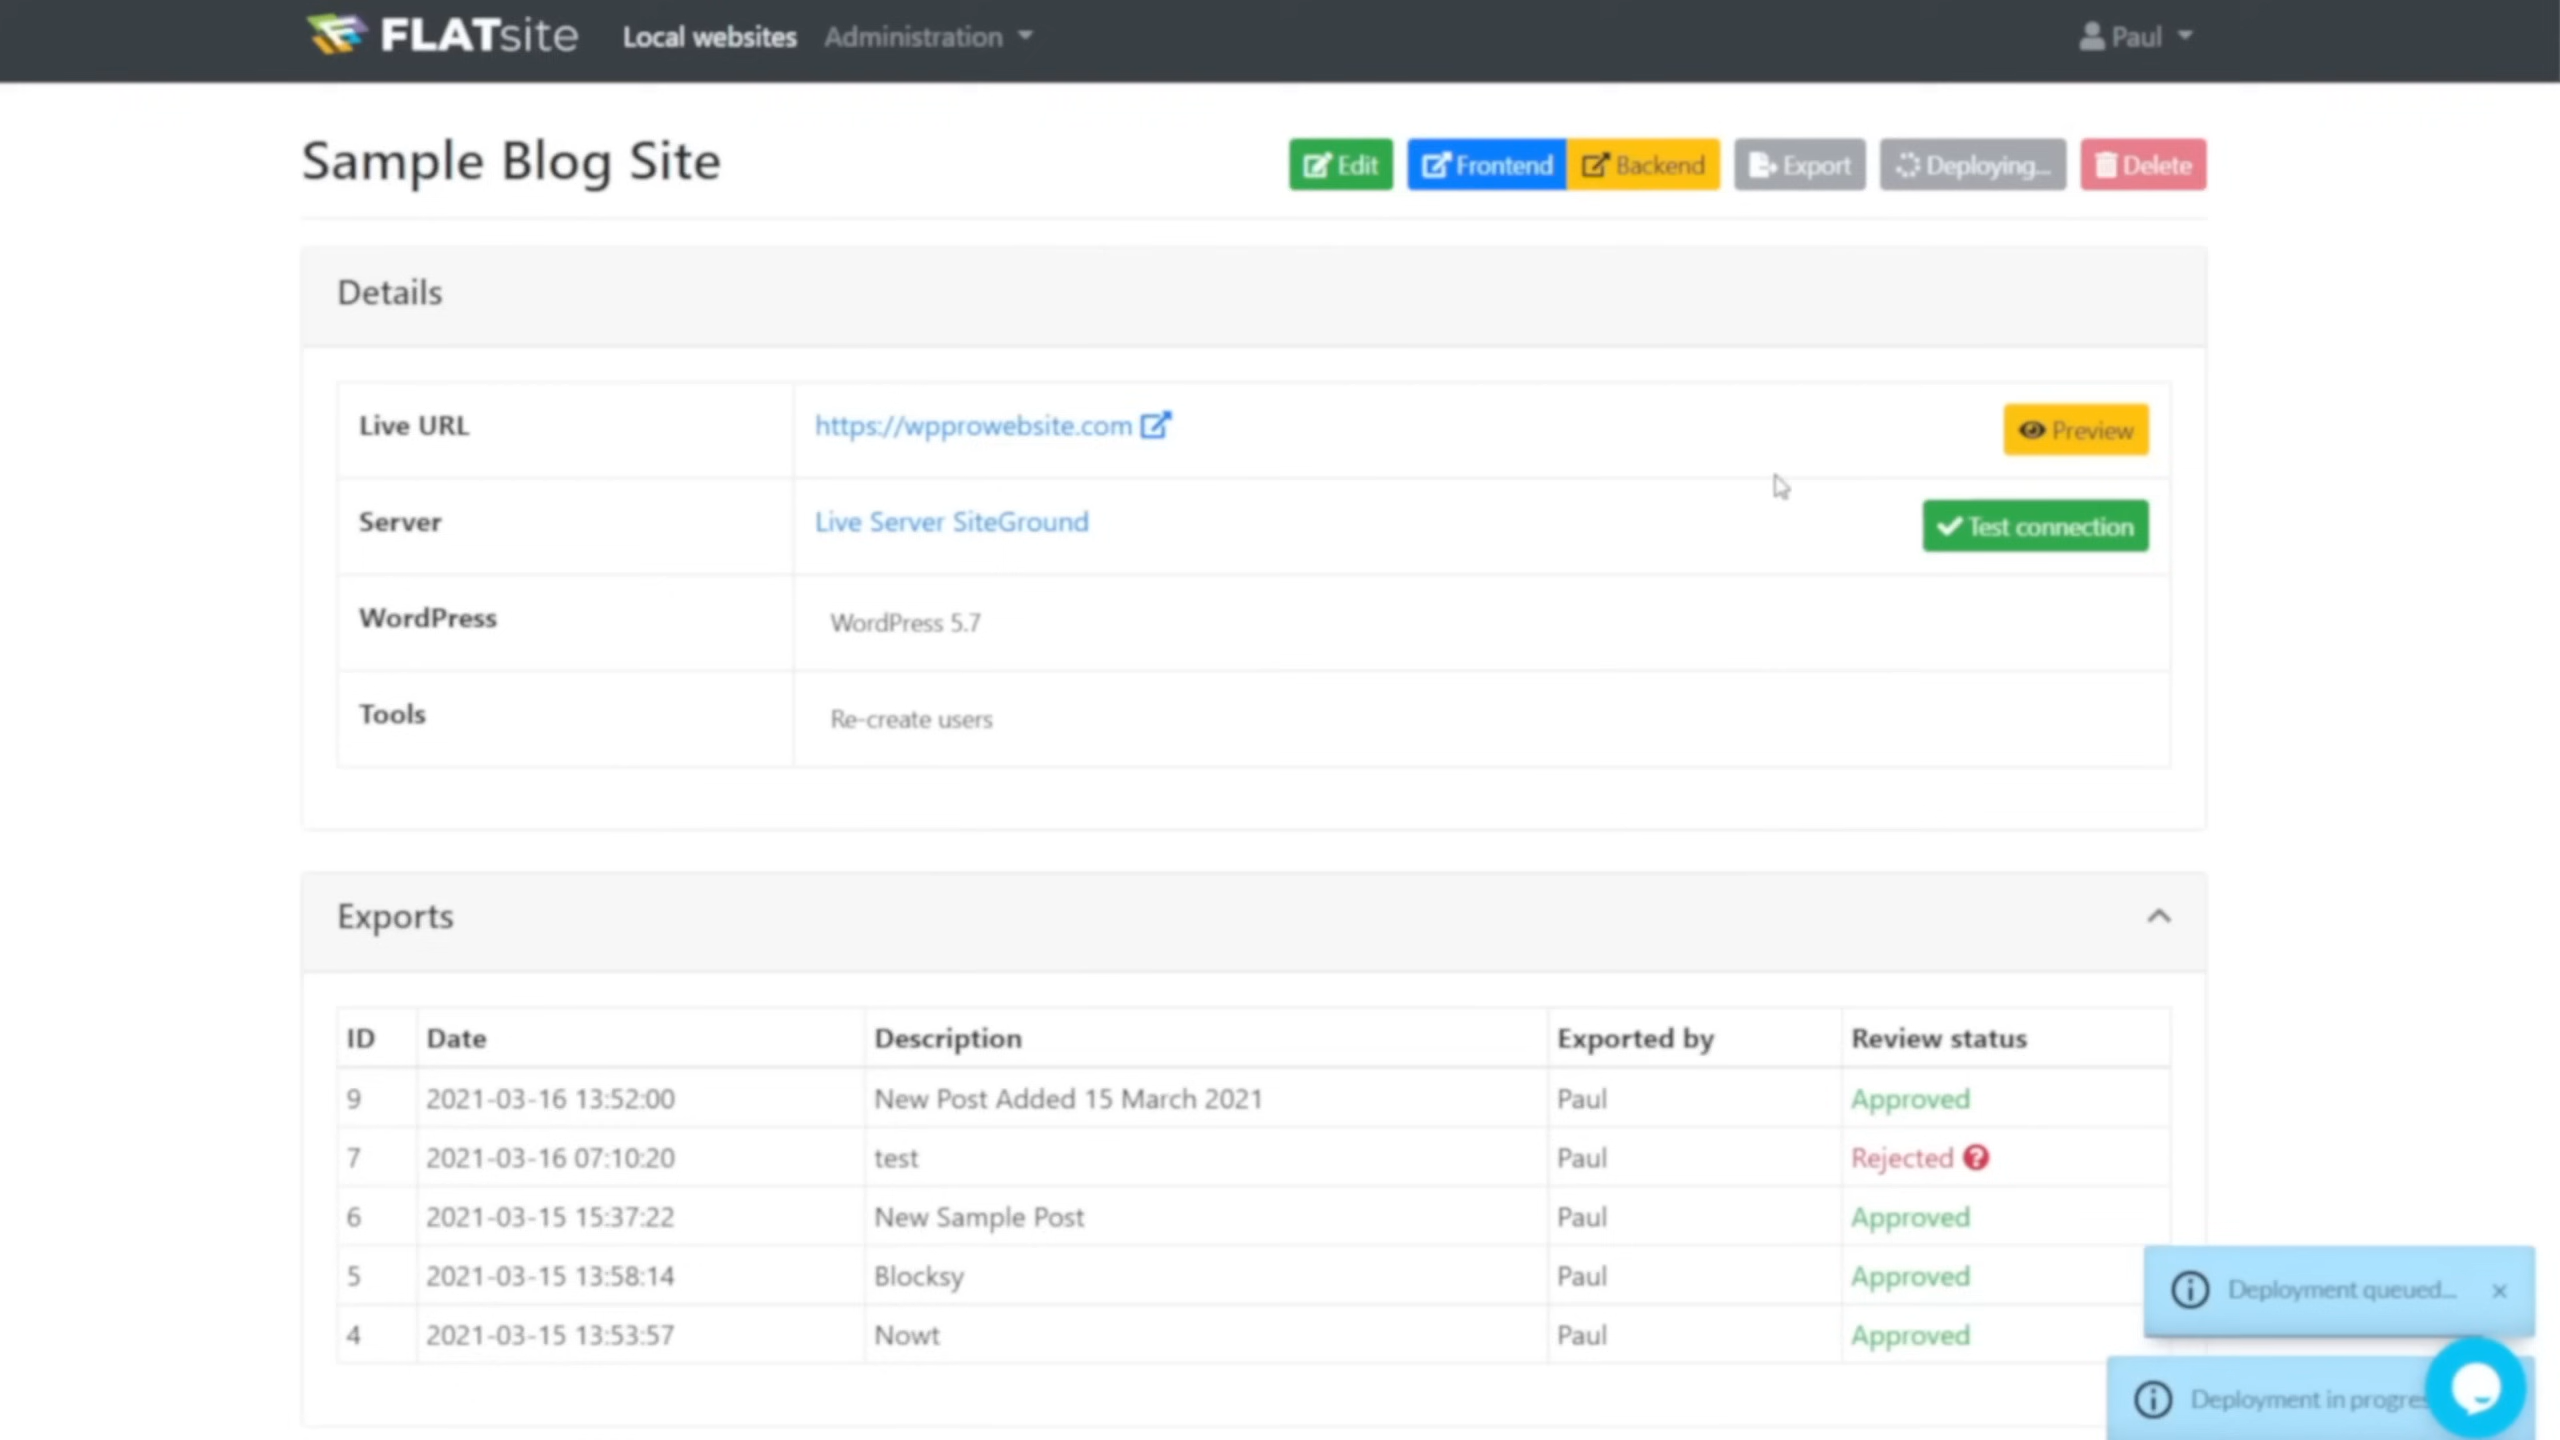 FLATsite Local websites Administration Paul
Sample Blog Site Edit Frontend Backend Export Deploying... Delete
Details
Live URL https://wpprowebsite.com Preview
Server Live Server SiteGround Test connection
WordPress WordPress 5.7
Tools Re-create users
Exports
ID Date Description Exported by Review status
9 2021-03-16 13:52:00 New Post Added 15 March 2021 Paul Approved
7 2021-03-16 07:10:20 test Paul Rejected
6 2021-03-15 15:37:22 New Sample Post Paul Approved
5 2021-03-15 13:58:14 Blocksy Paul Approved
Deployment queued...
4 2021-03-15 13:53:57 Nowt Paul Approved
Deployment in